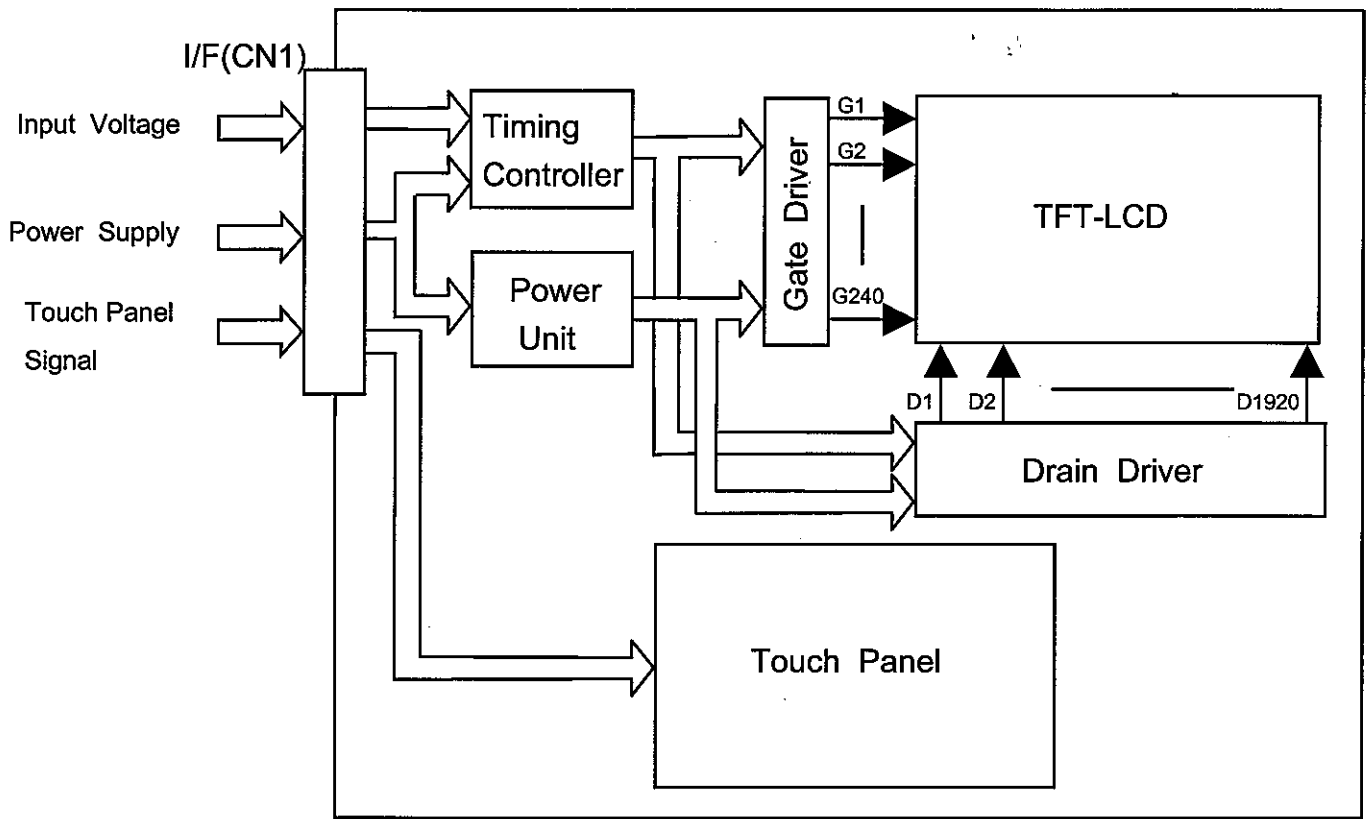 I/F(CN1)
Input Voltage
Power Supply
Touch Panel
Signal
Timing
Controller
Power
Unit
Gate Driver
G1
G2
G240
TFT-LCD
D1
D2
D1920
Drain Driver
Touch Panel